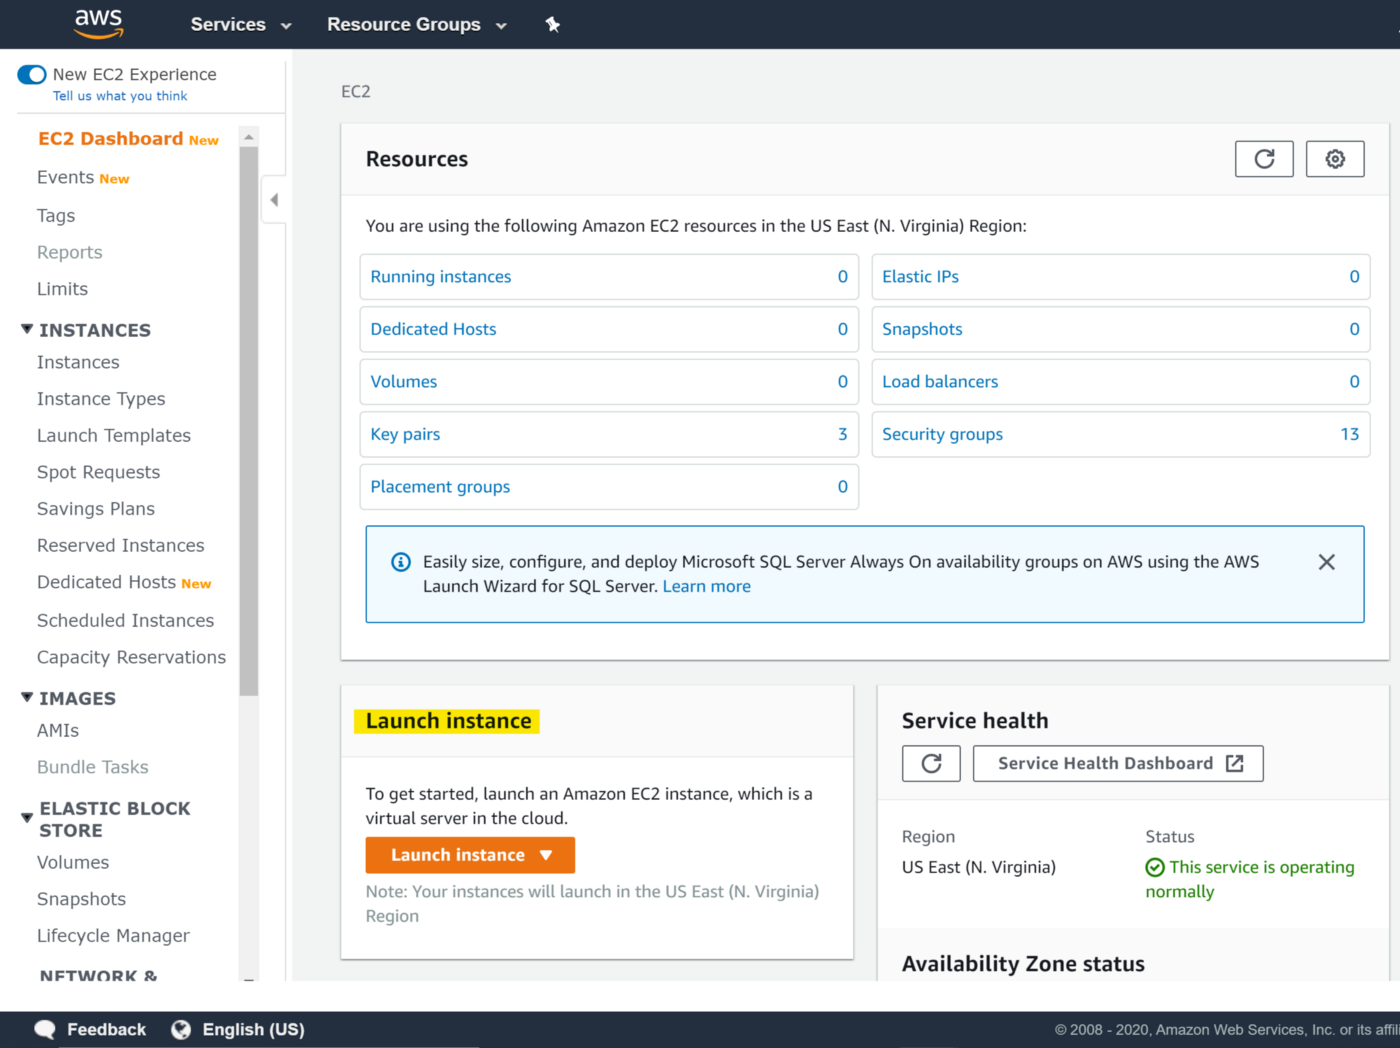 aws
Services
Resource Groups
New EC2 Experience
Tell us what you think
EC2 Dashboard New
Events New
Tags
Reports
Limits
INSTANCES
Instances
Instance Types
Launch Templates
Spot Requests
Savings Plans
Reserved Instances
Dedicated Hosts New
Scheduled Instances
Capacity Reservations
IMAGES
AMIs
Bundle Tasks
ELASTIC BLOCK
STORE
Volumes
Snapshots
Lifecycle Manager
NETWORK &
EC2
Resources
You are using the following Amazon EC2 resources in the US East (N. Virginia) Region:
Running instances 0
Elastic IPs 0
Dedicated Hosts 0
Snapshots 0
Volumes 0
Load balancers 0
Key pairs 3
Security groups 13
Placement groups 0
Easily size, configure, and deploy Microsoft SQL Server Always On availability groups on AWS using the AWS
Launch Wizard for SQL Server. Learn more
Launch instance
To get started, launch an Amazon EC2 instance, which is a
virtual server in the cloud.
Launch instance
Note: Your instances will launch in the US East (N. Virginia)
Region
Service health
Service Health Dashboard
Region
US East (N. Virginia)
Status
This service is operating
normally
Availability Zone status
Feedback
English (US)
© 2008 - 2020, Amazon Web Services, Inc. or its affili